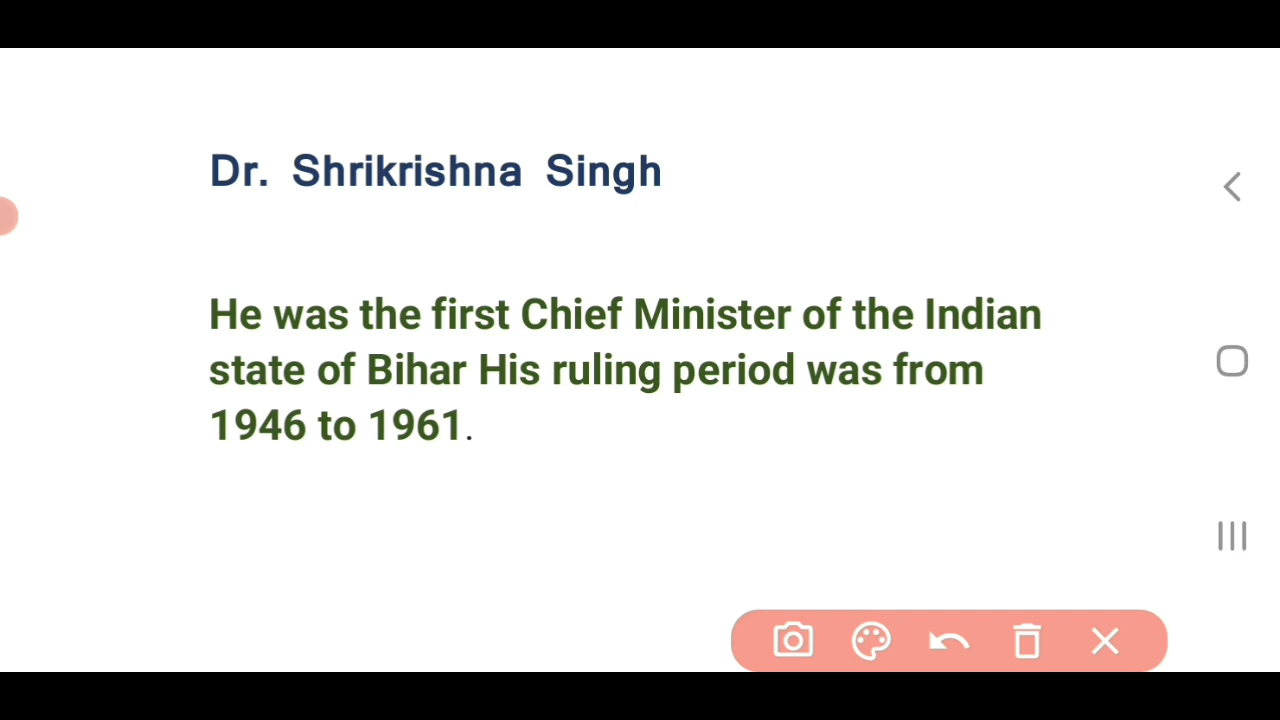 Dr. Shrikrishna Singh
He was the first Chief Minister of the Indian
state of Bihar His ruling period was from
1946 to 1961.